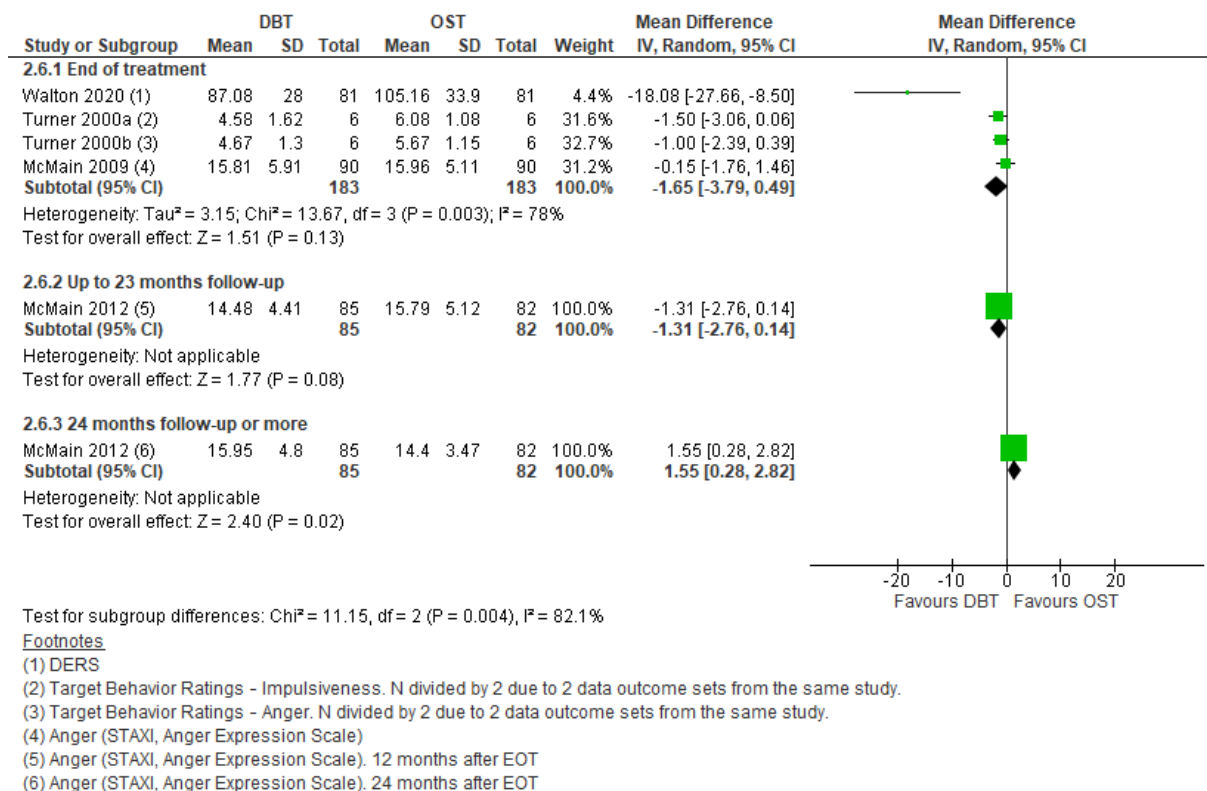 DBT OST Mean Difference Mean Difference
Study or Subgroup Mean SD Total Mean SD Total Weight IV, Random, 95% CI IV, Random, 95% CI
2.6.1 End of treatment
Walton 2020 (1) 87.08 28 81 105.16 33.9 81 4.4% -18.08 [-27.66, -8.50]
Turner 2000a (2) 4.58 1.62 6 6.08 1.08 6 31.6% -1.50 [-3.06, 0.06]
Turner 2000b (3) 4.67 1.3 6 5.67 1.15 6 32.7% -1.00 [-2.39, 0.39]
McMain 2009 (4) 15.81 5.91 90 15.96 5.11 90 31.2% -0.15 [-1.76, 1.46]
Subtotal (95% CI) 183 183 100.0% -1.65 [-3.79, 0.49]
Heterogeneity: Tau² = 3.15; Chi² = 13.67, df = 3 (P = 0.003); I² = 78%
Test for overall effect: Z = 1.51 (P = 0.13)
2.6.2 Up to 23 months follow-up
McMain 2012 (5) 14.48 4.41 85 15.79 5.12 82 100.0% -1.31 [-2.76, 0.14]
Subtotal (95% CI) 85 82 100.0% -1.31 [-2.76, 0.14]
Heterogeneity: Not applicable
Test for overall effect: Z = 1.77 (P = 0.08)
2.6.3 24 months follow-up or more
McMain 2012 (6) 15.95 4.8 85 14.4 3.47 82 100.0% 1.55 [0.28, 2.82]
Subtotal (95% CI) 85 82 100.0% 1.55 [0.28, 2.82]
Heterogeneity: Not applicable
Test for overall effect: Z = 2.40 (P = 0.02)
-20 -10 0 10 20
Favours DBT Favours OST
Test for subgroup differences: Chi² = 11.15, df = 2 (P = 0.004), I² = 82.1%
Footnotes
(1) DERS
(2) Target Behavior Ratings - Impulsiveness. N divided by 2 due to 2 data outcome sets from the same study.
(3) Target Behavior Ratings - Anger. N divided by 2 due to 2 data outcome sets from the same study.
(4) Anger (STAXI, Anger Expression Scale)
(5) Anger (STAXI, Anger Expression Scale). 12 months after EOT
(6) Anger (STAXI, Anger Expression Scale). 24 months after EOT